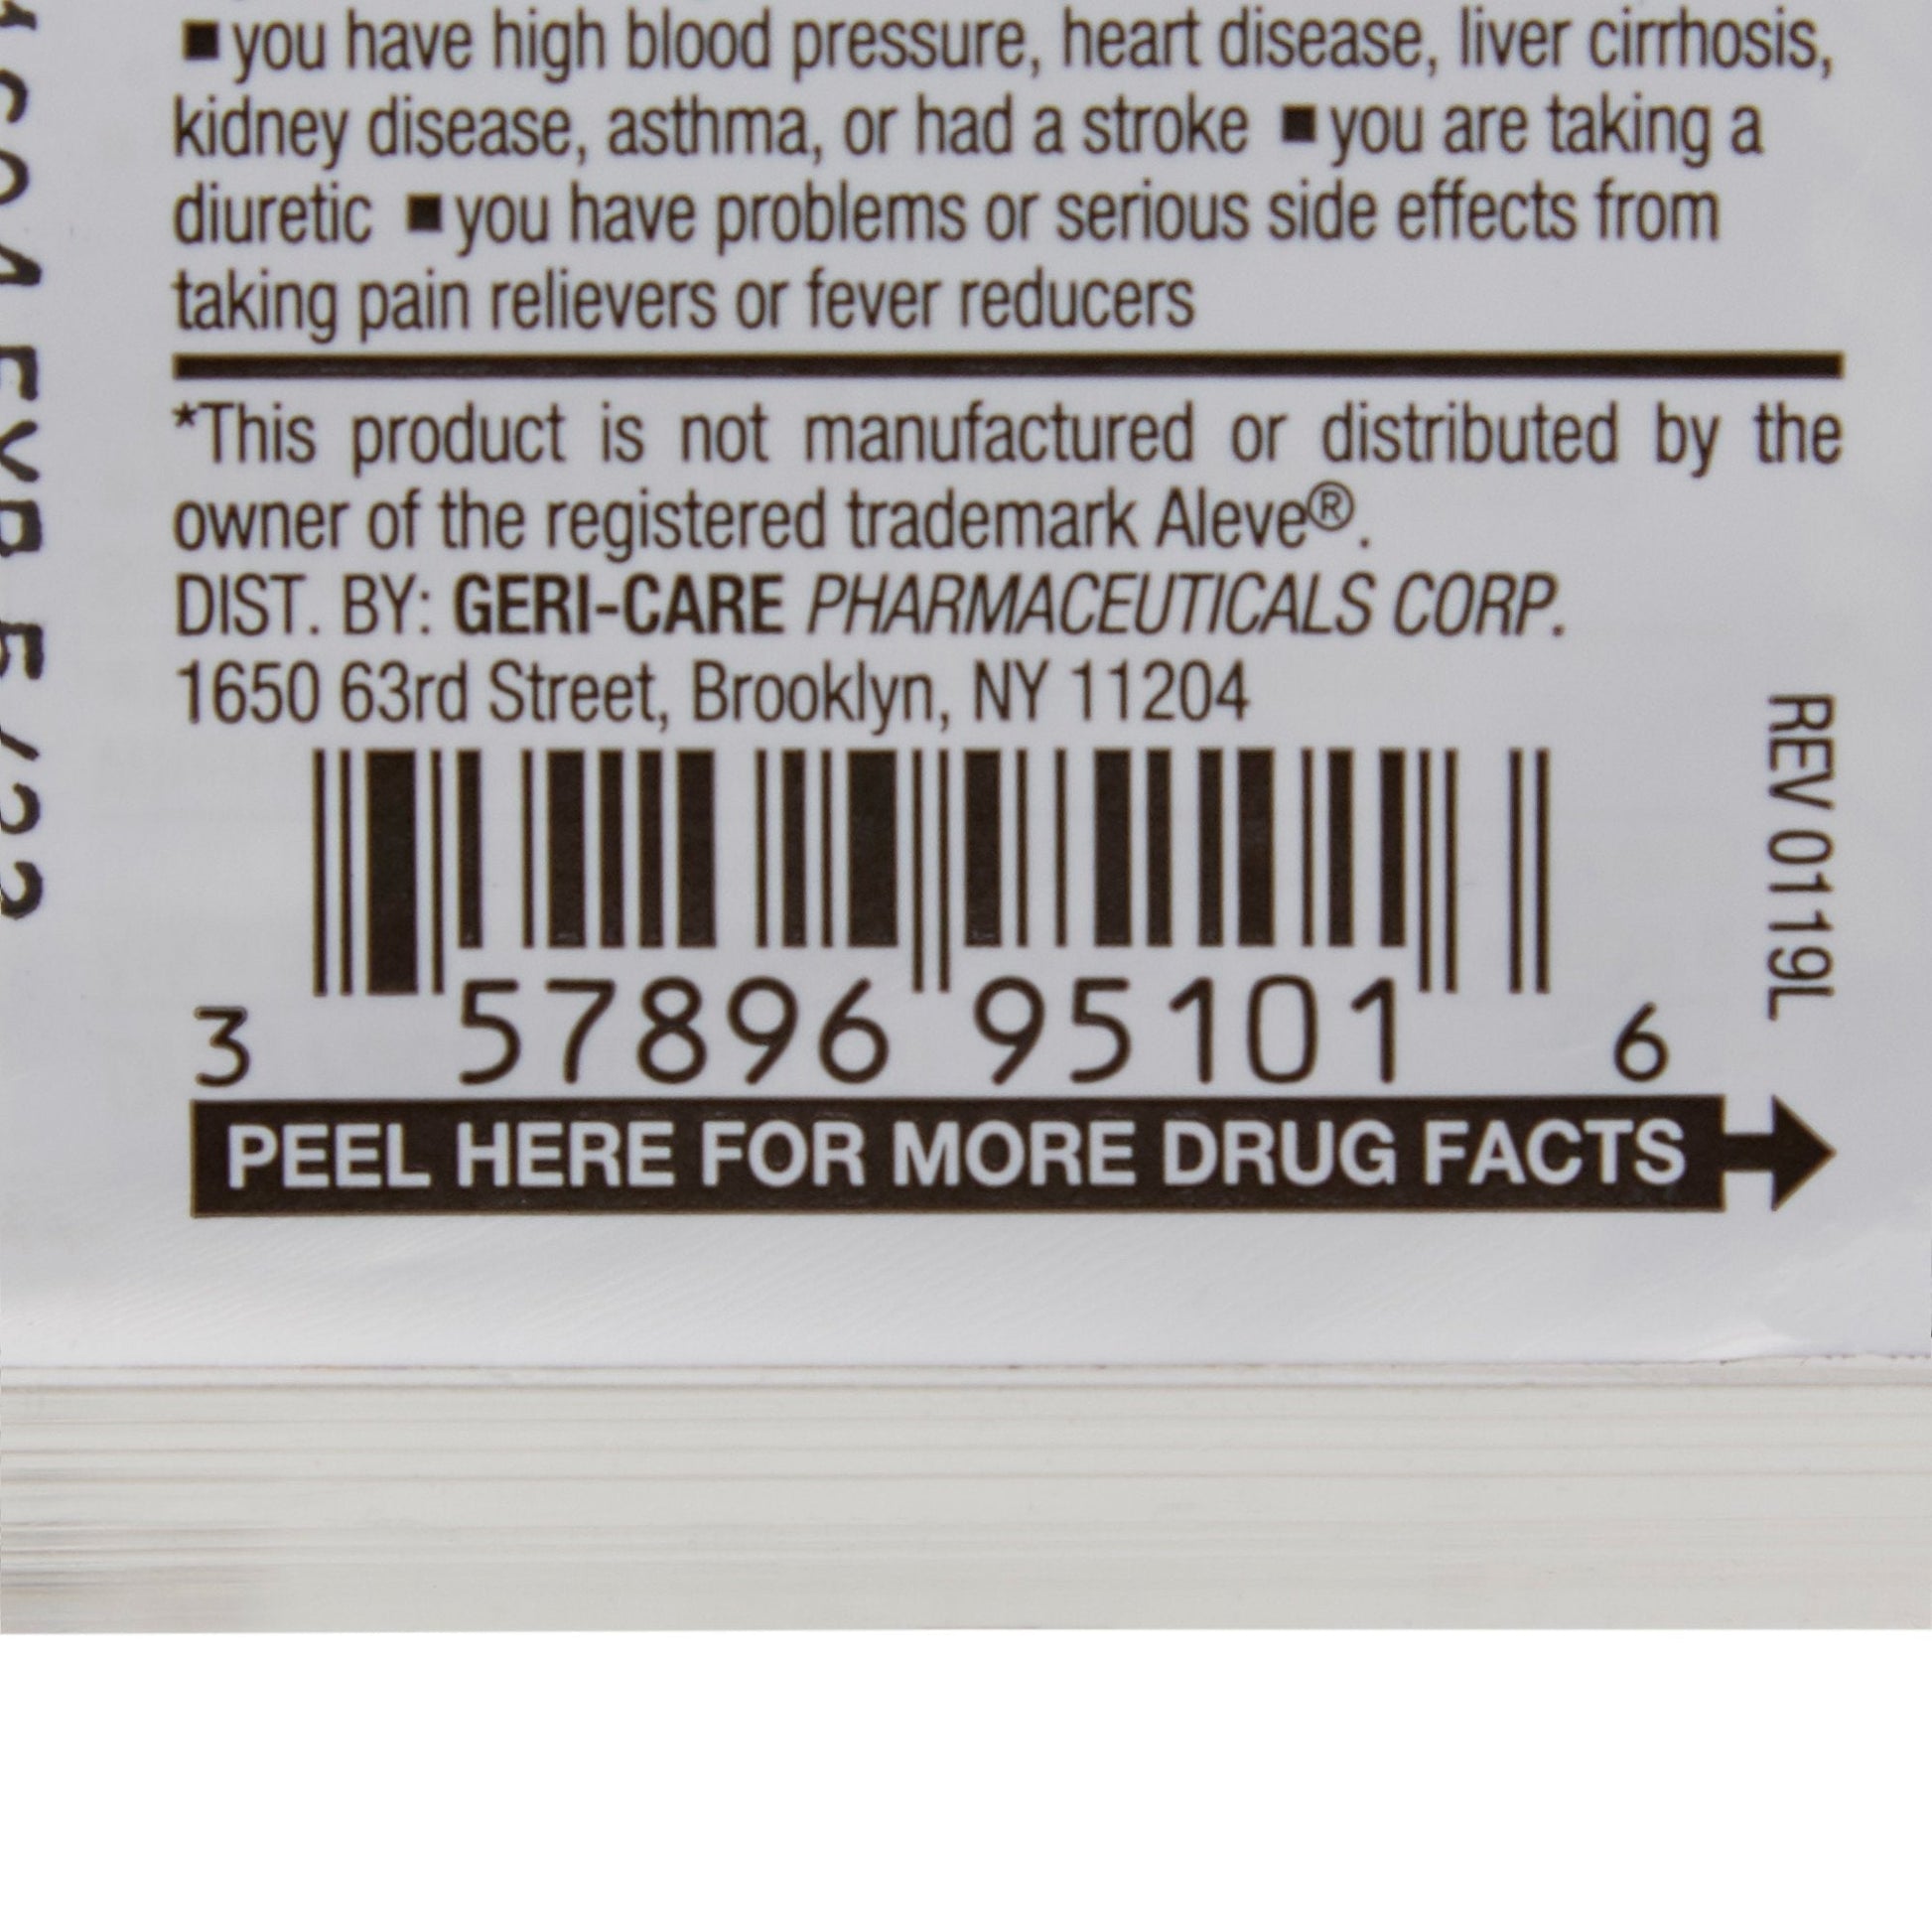 ■ you have high blood pressure, heart disease, liver cirrhosis,
kidney disease, asthma, or had a stroke ■ you are taking a
diuretic ■ you have problems or serious side effects from
taking pain relievers or fever reducers
*This product is not manufactured or distributed by the
owner of the registered trademark Aleve®.
DIST. BY: GERI-CARE PHARMACEUTICALS CORP.
1650 63rd Street, Brooklyn, NY 11204
REV 0119L
3 57896 95101 6
PEEL HERE FOR MORE DRUG FACTS
EXP 5/22